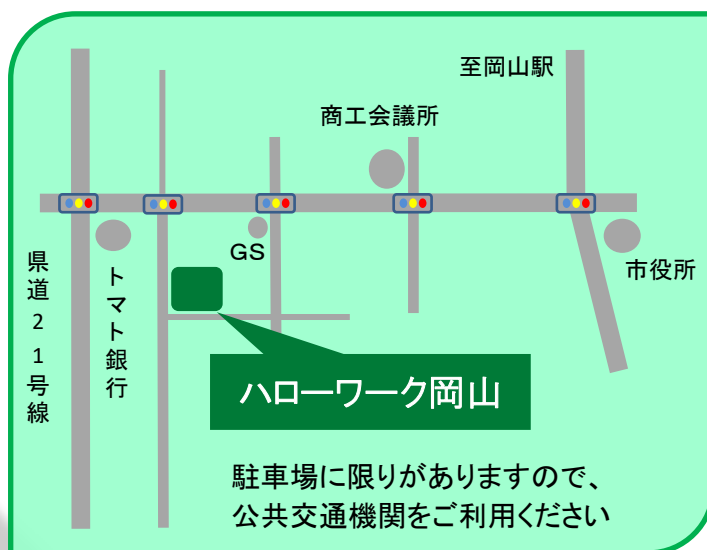 至岡山駅
商工会議所
GS
市役所
県道21号線
トマト銀行
ハローワーク岡山
駐車場に限りがありますので、
公共交通機関をご利用ください